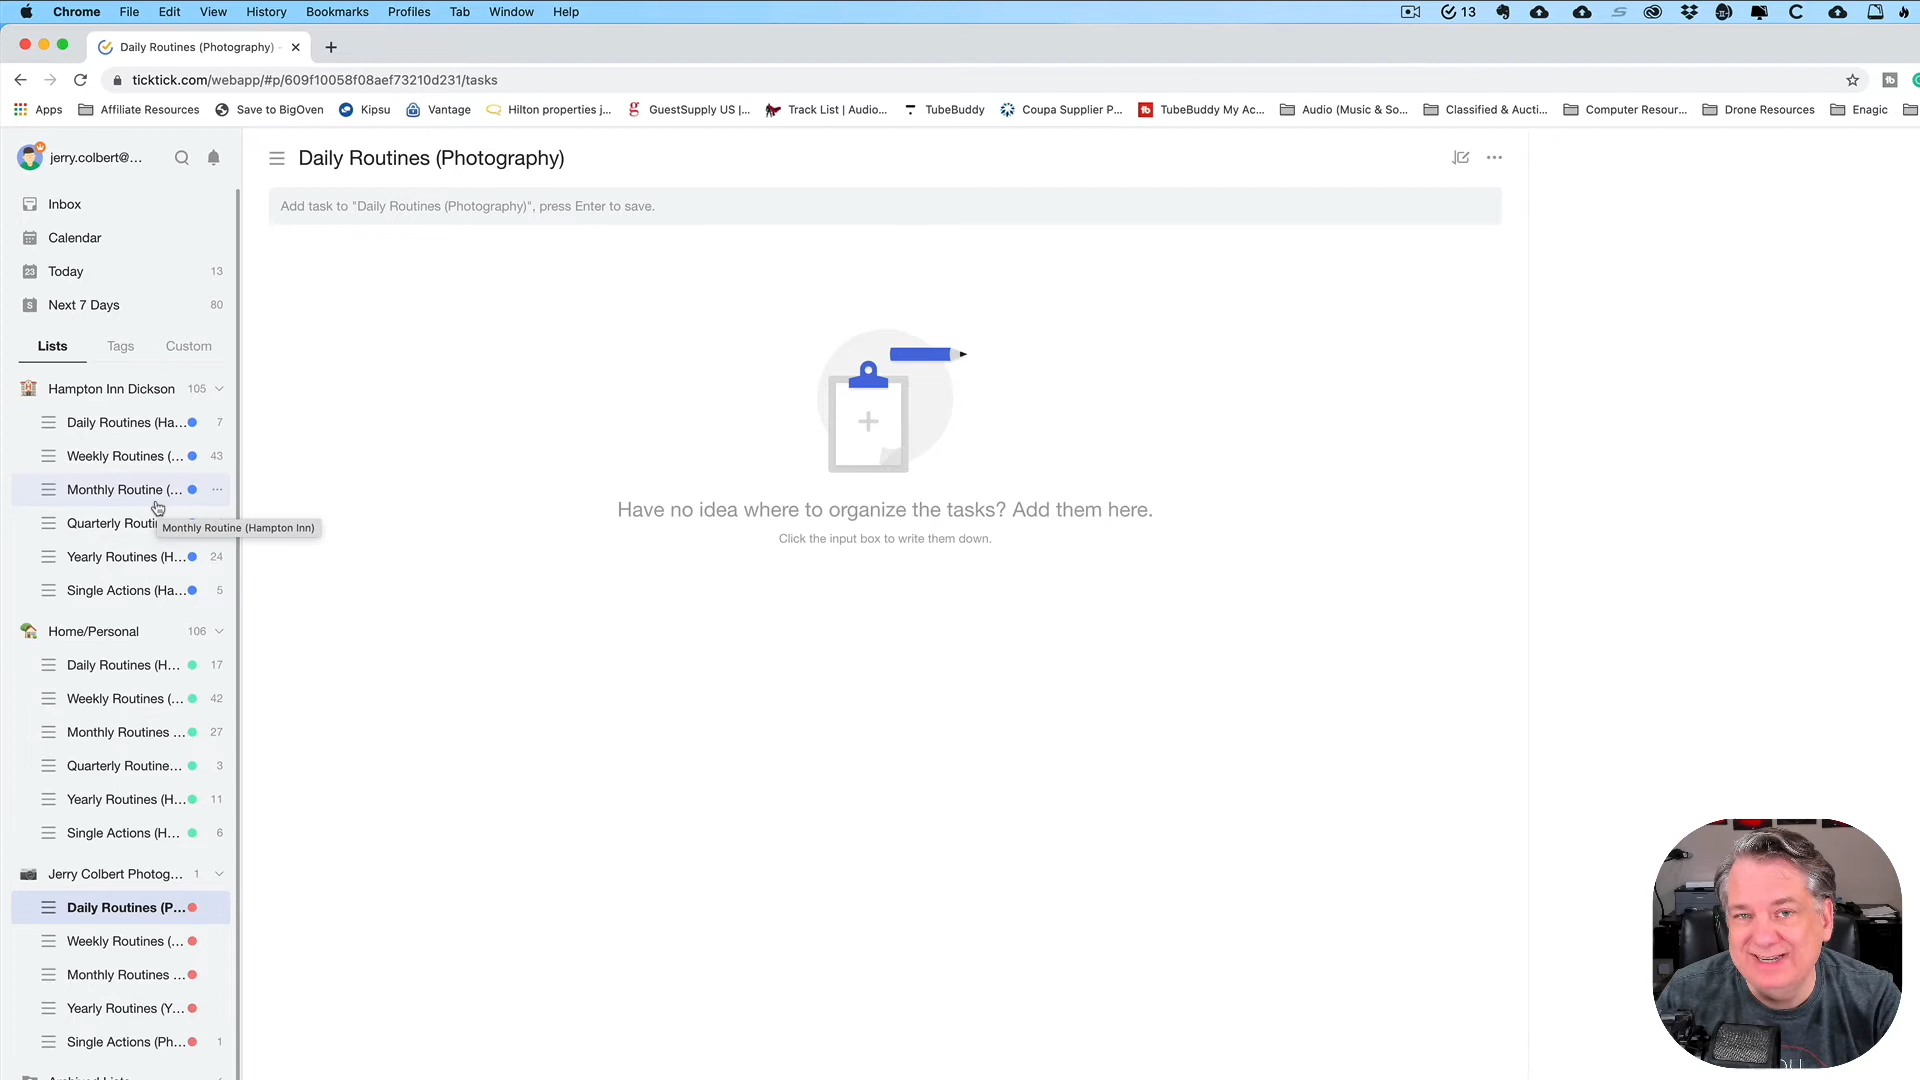 Chrome File Edit View History Bookmarks Profiles Tab Window Help 13
Daily Routines (Photography) -
ticktick.com/webapp/#p/609f10058f08aef73210d231/tasks
Apps Affiliate Resources Save to BigOven Kipsu Vantage Hilton properties j... GuestSupply US |... Track List | Audio... TubeBuddy Coupa Supplier P... TubeBuddy My Ac... Audio (Music & So... Classified & Aucti... Computer Resour... Drone Resources Enagic
jerry.colbert@...
Daily Routines (Photography)
Add task to "Daily Routines (Photography)", press Enter to save.
Inbox
Calendar
23 Today 13
S Next 7 Days 80
Lists Tags Custom
Hampton Inn Dickson 105
Daily Routines (Ha... 7
Weekly Routines (... 43
Monthly Routine (...
Quarterly Routi
Monthly Routine (Hampton Inn)
Yearly Routines (H... 24
Single Actions (Ha... 5
Home/Personal 106
Daily Routines (H... 17
Weekly Routines (... 42
Monthly Routines ... 27
Quarterly Routine... 3
Yearly Routines (H... 11
Single Actions (H... 6
Jerry Colbert Photog... 1
Daily Routines (P...
Weekly Routines (...
Monthly Routines ...
Yearly Routines (Y...
Single Actions (Ph... 1
Have no idea where to organize the tasks? Add them here.
Click the input box to write them down.